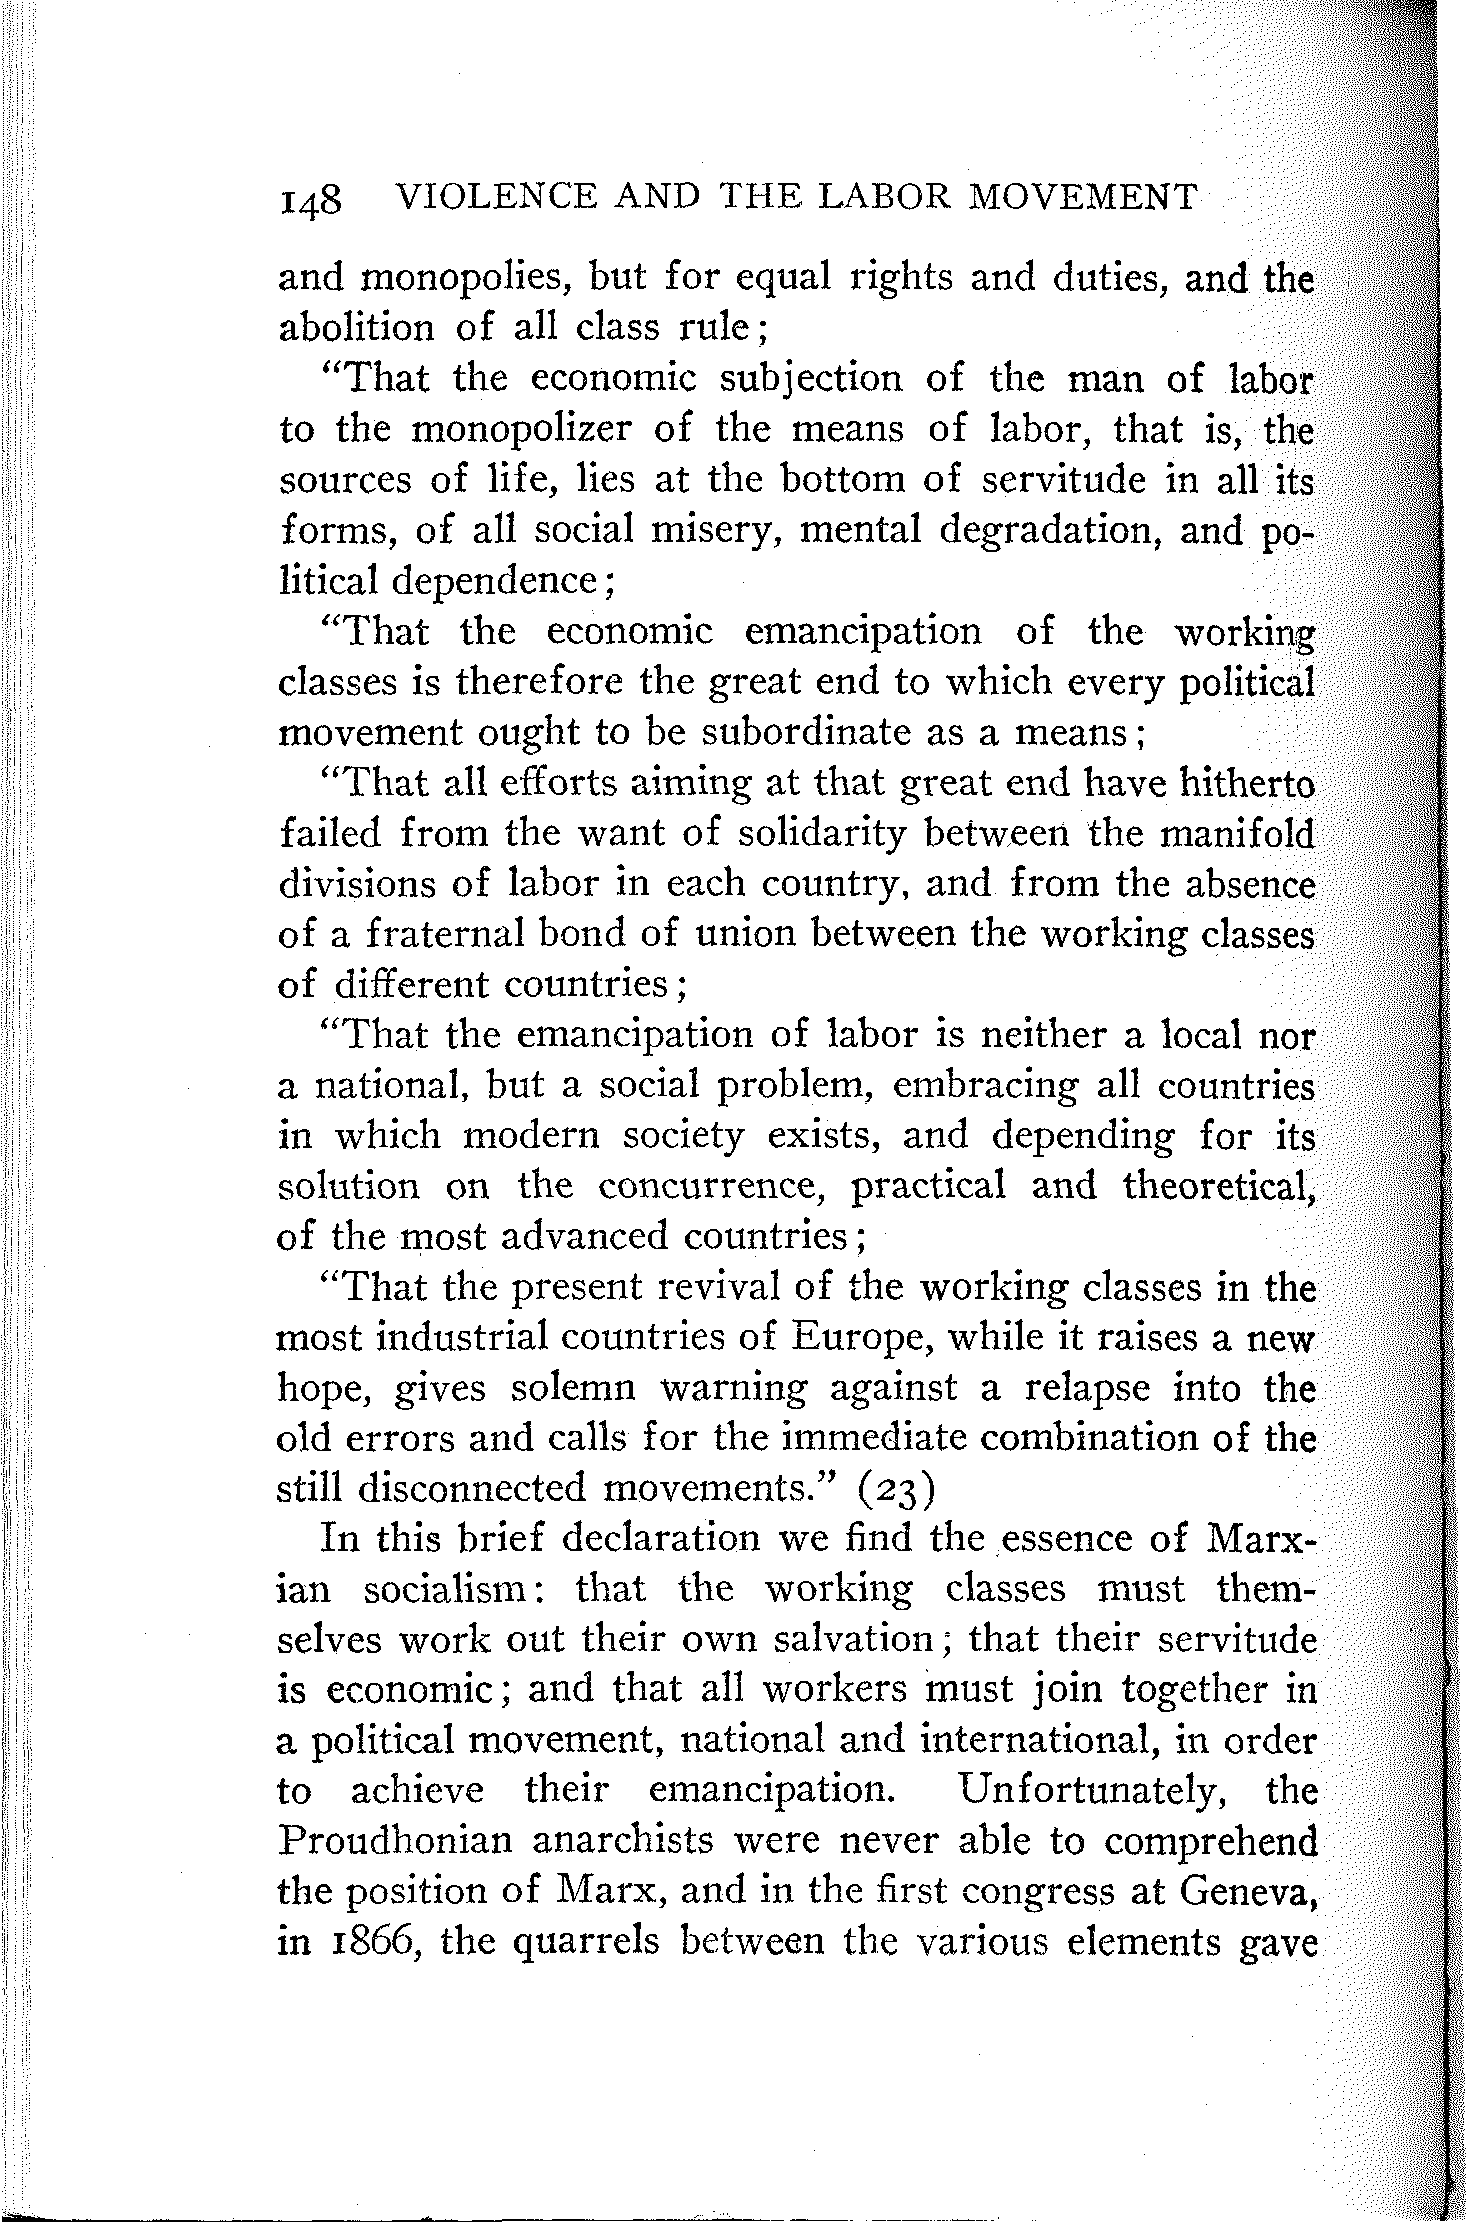 148 VIOLENCE AND THE LABOR MOVEMENT
and monopolies, but for equal rights and duties, and the
abolition of all class rule;
"That the economic subjection of the man of labor
to the monopolizer of the means of labor, that is, the
sources of life, lies at the bottom of servitude in all its
forms, of all social misery, mental degradation, and po-
litical dependence;
"That the economic emancipation of the working
classes is therefore the great end to which every political
movement ought to be subordinate as a means;
"That all efforts aiming at that great end have hitherto
failed from the want of solidarity between the manifold
divisions of labor in each country, and from the absence
of a fraternal bond of union between the working classes
of different countries;
"That the emancipation of labor is neither a local nor
a national, but a social problem, embracing all countries
in which modern society exists, and depending for its
solution on the concurrence, practical and theoretical,
of the most advanced countries;
"That the present revival of the working classes in the
most industrial countries of Europe, while it raises a new
hope, gives solemn warning against a relapse into the
old errors and calls for the immediate combination of the
still disconnected movements." (23)
In this brief declaration we find the essence of Marx-
ian socialism: that the working classes must them-
selves work out their own salvation; that their servitude
is economic; and that all workers must join together in
a political movement, national and international, in order
to achieve their emancipation. Unfortunately, the
Proudhonian anarchists were never able to comprehend
the position of Marx, and in the first congress at Geneva,
in 1866, the quarrels between the various elements gave